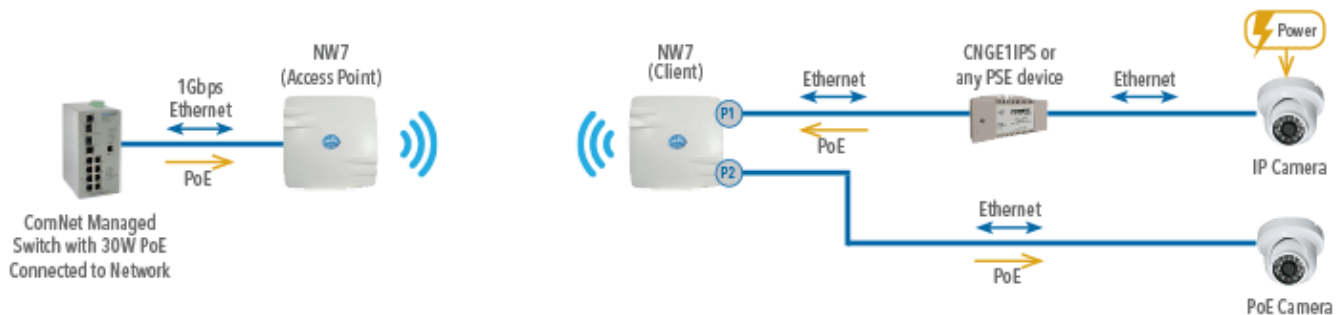 NW7
(Access Point)
1Gbps
Ethernet
PoE
ComNet Managed
Switch with 30W PoE
Connected to Network
NW7
(Client)
P1
P2
Ethernet
PoE
CNGE1IPS or
any PSE device
Ethernet
Power
IP Camera
Ethernet
PoE
PoE Camera